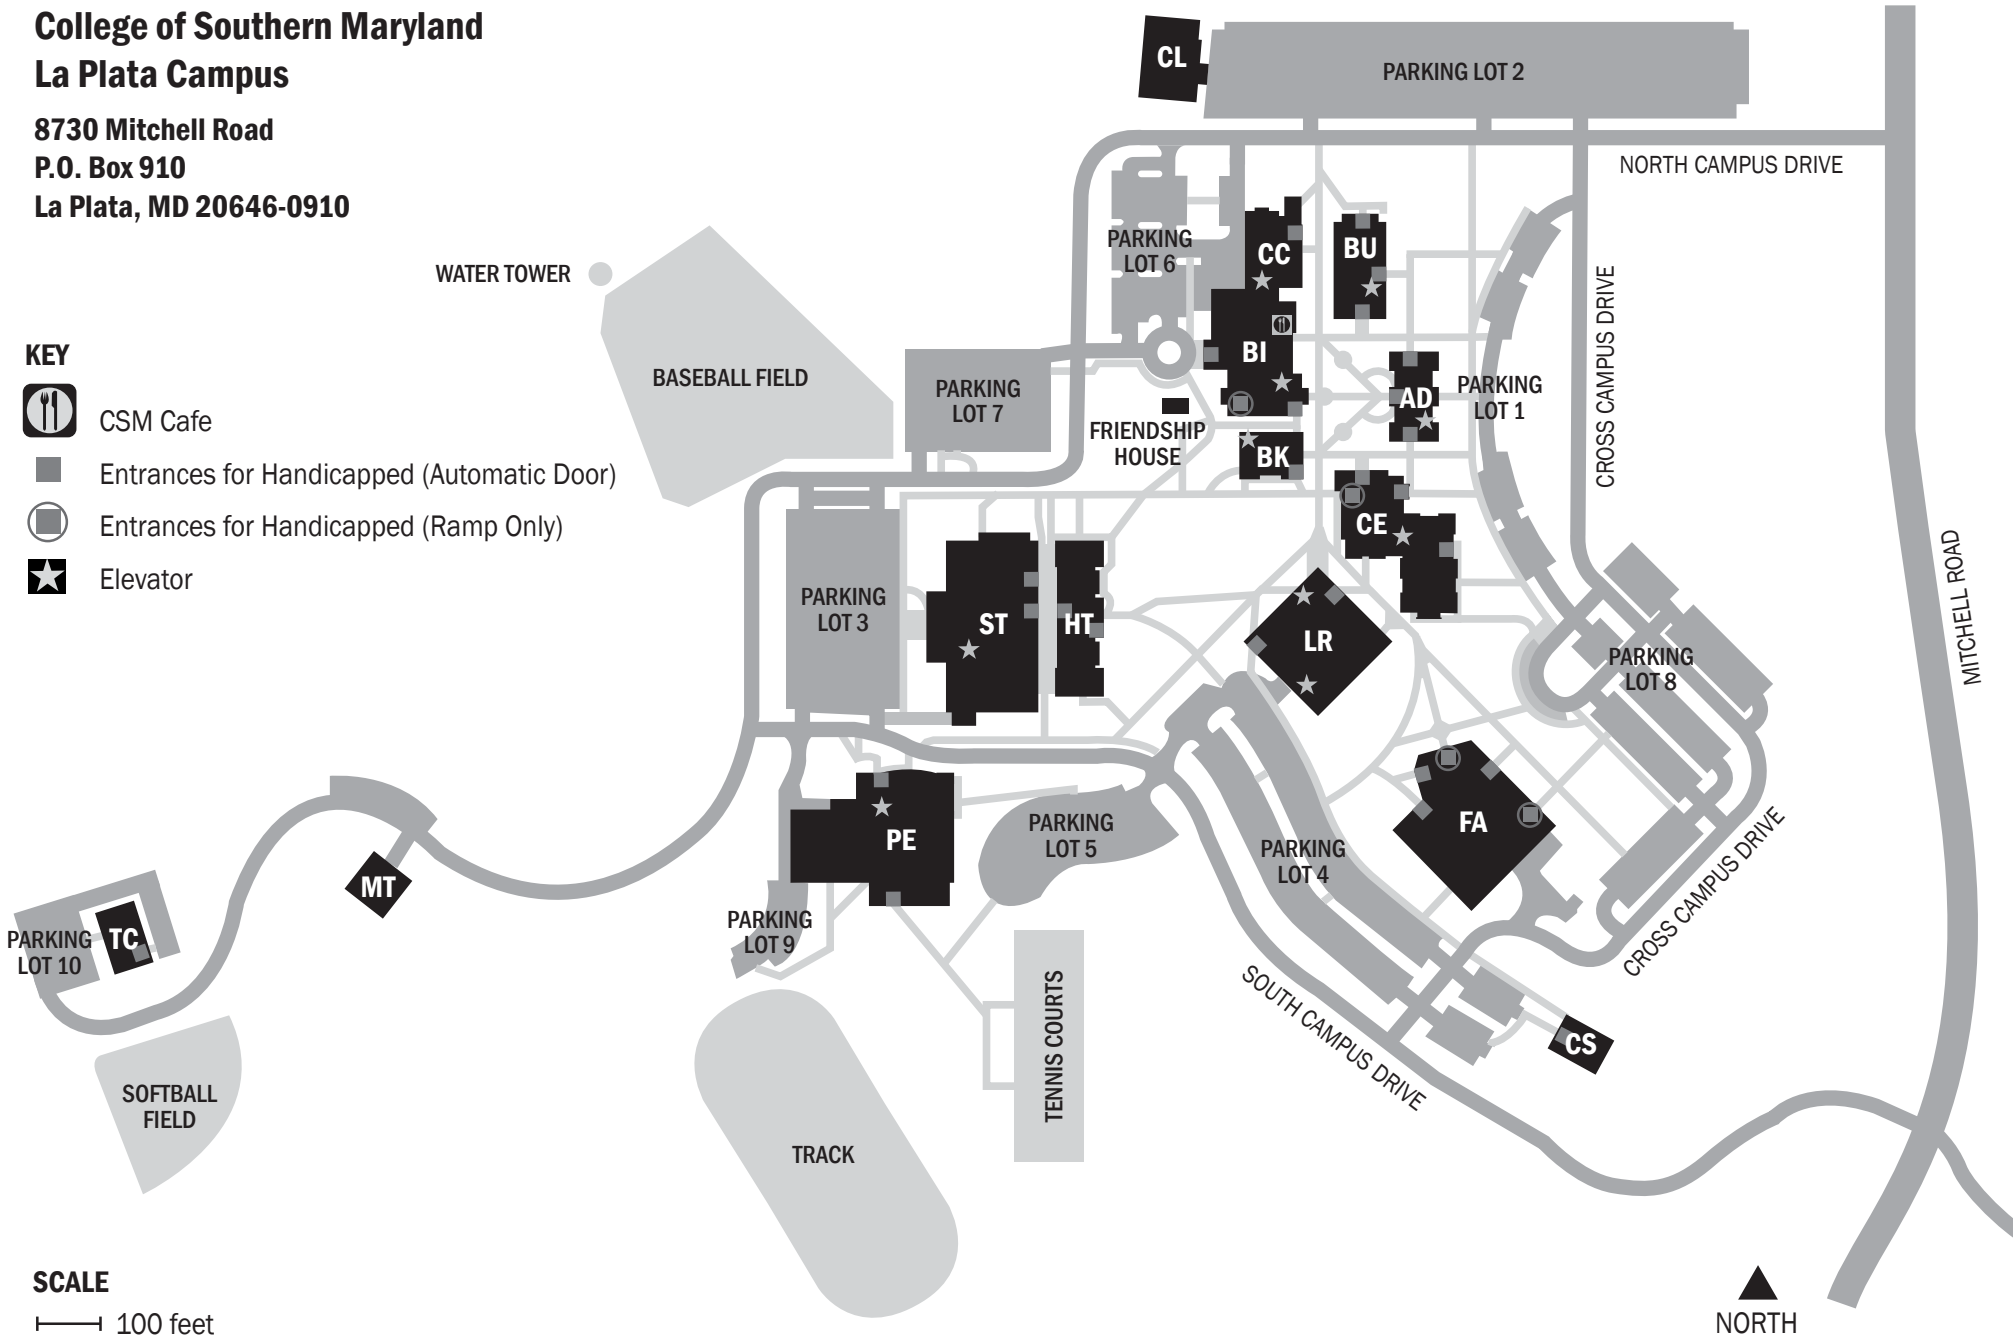 College of Southern Maryland
La Plata Campus
8730 Mitchell Road
P.O. Box 910
La Plata, MD 20646-0910
KEY
CSM Cafe
Entrances for Handicapped (Automatic Door)
Entrances for Handicapped (Ramp Only)
Elevator
CL
PARKING LOT 2
NORTH CAMPUS DRIVE
WATER TOWER
BASEBALL FIELD
PARKING
LOT 6
CC
BU
BI
PARKING
LOT 7
FRIENDSHIP
HOUSE
BK
AD
PARKING
LOT 1
CROSS CAMPUS DRIVE
CE
MITCHELL ROAD
PARKING
LOT 3
ST
HT
LR
PARKING
LOT 8
PE
PARKING
LOT 5
PARKING
LOT 4
FA
CROSS CAMPUS DRIVE
MT
TC
PARKING
LOT 10
PARKING
LOT 9
SOUTH CAMPUS DRIVE
CS
TENNIS COURTS
SOFTBALL
FIELD
TRACK
SCALE
100 feet
NORTH